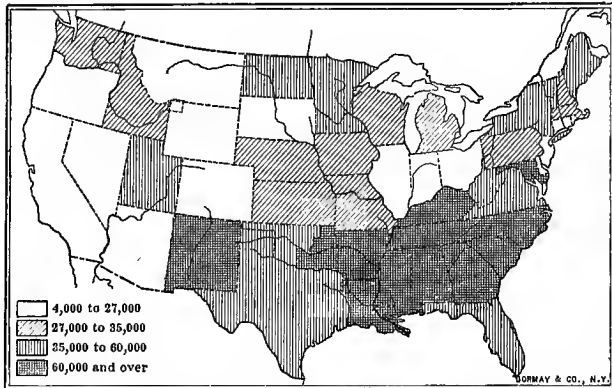 4,000 to 27,000
27,000 to 35,000
35,000 to 60,000
60,000 and over
BORMAY & CO., N.Y.